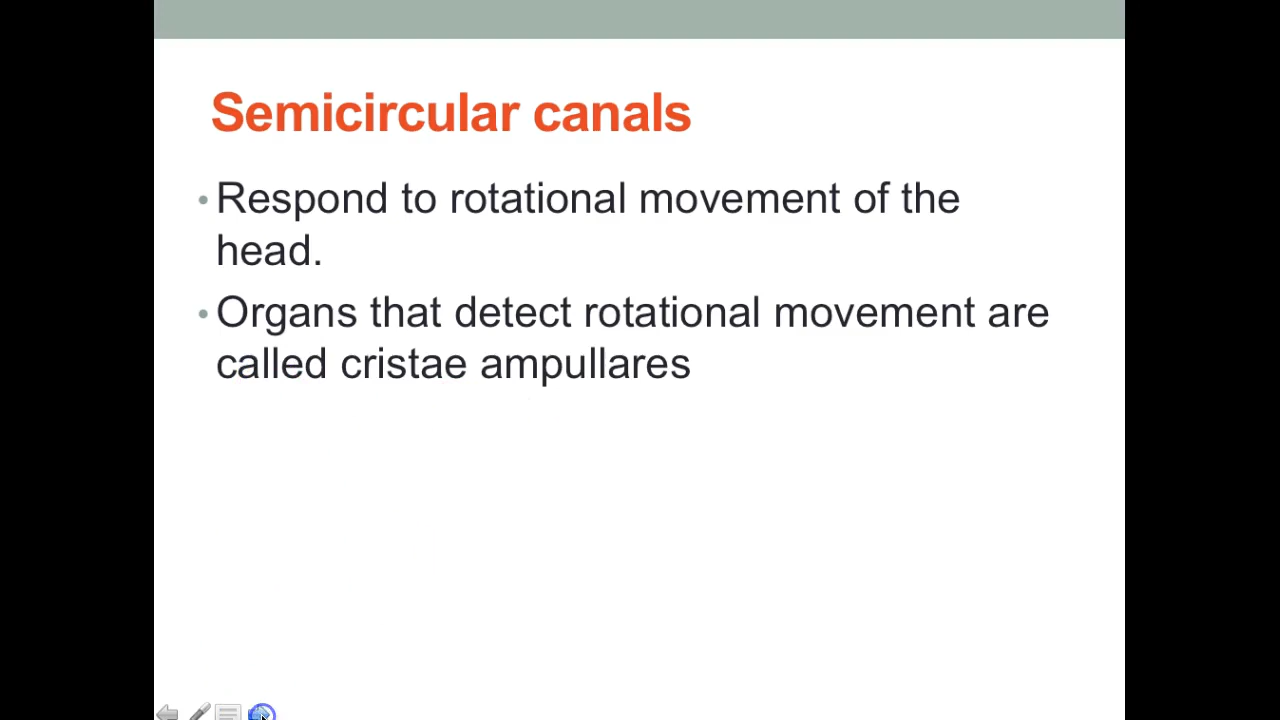 Semicircular canals
• Respond to rotational movement of the
head.
• Organs that detect rotational movement are
called cristae ampullares